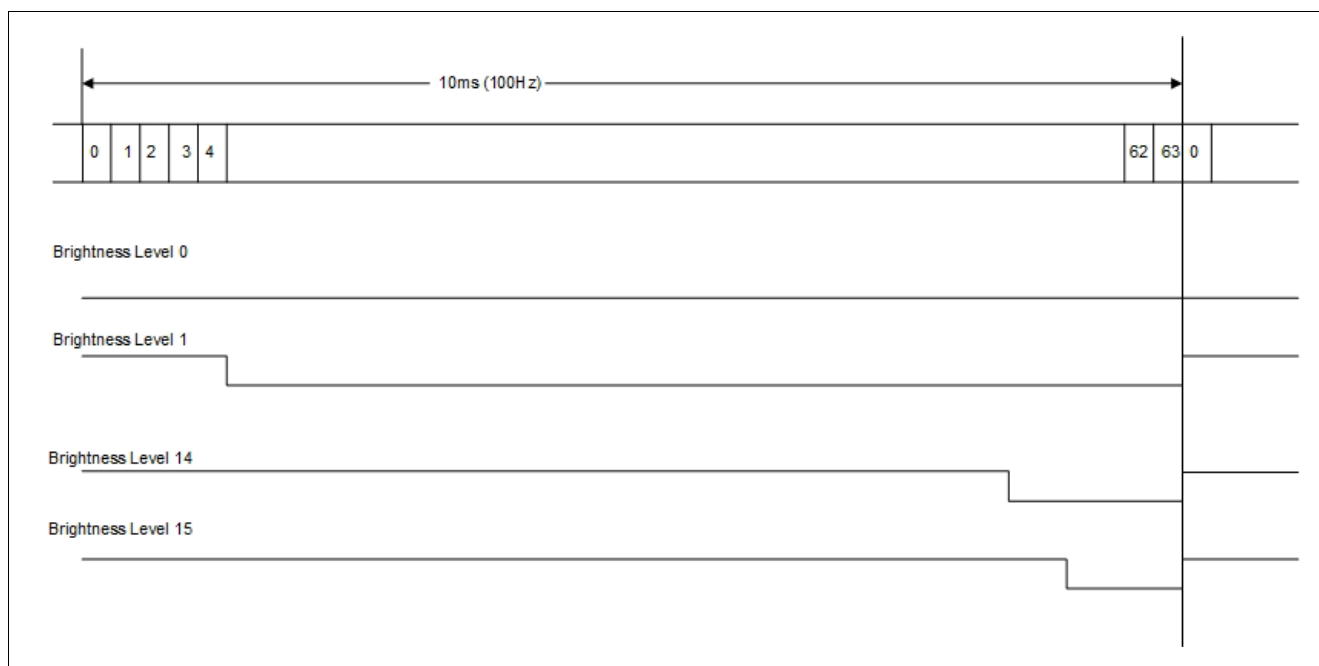 10ms (100Hz)
0 1 2 3 4 62 63 0
Brightness Level 0
Brightness Level 1
Brightness Level 14
Brightness Level 15